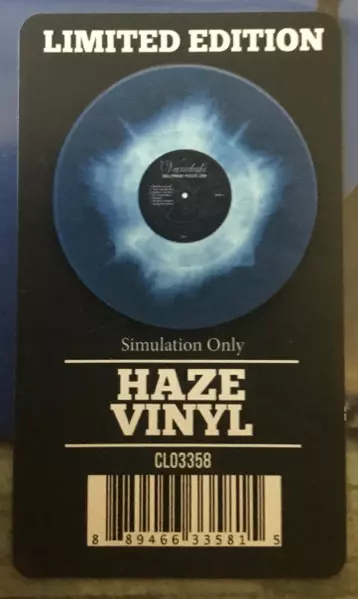 LIMITED EDITION
Simulation Only
HAZE
VINYL
CLO3358
8 89466 33581 5